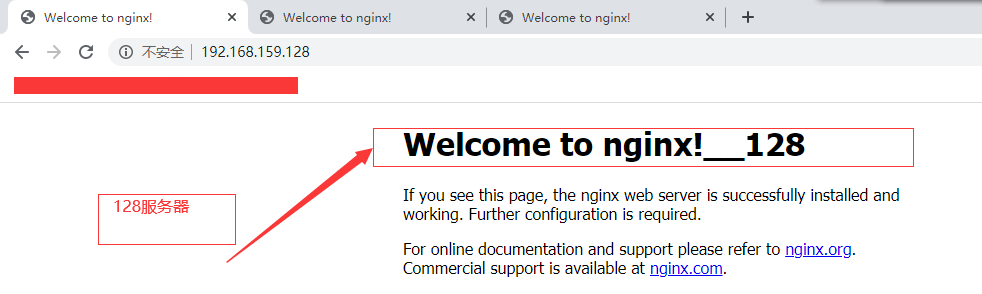 Welcome to nginx!
Welcome to nginx!
Welcome to nginx!
不安全 192.168.159.128
Welcome to nginx!__128
If you see this page, the nginx web server is successfully installed and
working. Further configuration is required.
128服务器
For online documentation and support please refer to nginx.org.
Commercial support is available at nginx.com.